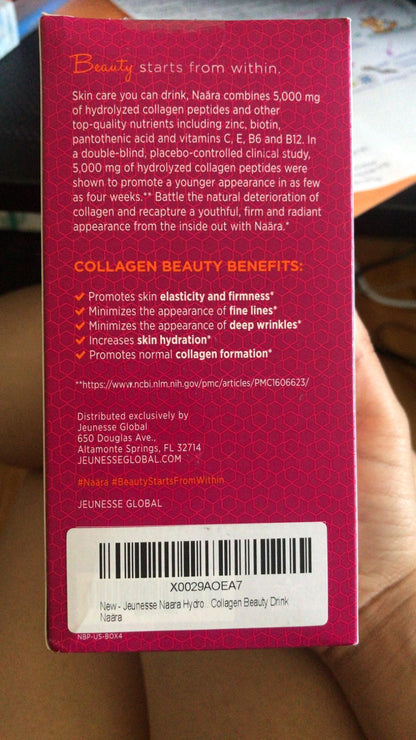 Beauty starts from within.
Skin care you can drink, Naāra combines 5,000 mg
of hydrolyzed collagen peptides and other
top-quality nutrients including zinc, biotin,
pantothenic acid and vitamins C, E, B6 and B12. In
a double-blind, placebo-controlled clinical study,
5,000 mg of hydrolyzed collagen peptides were
shown to promote a younger appearance in as few
as four weeks.** Battle the natural deterioration of
collagen and recapture a youthful, firm and radiant
appearance from the inside out with Naāra.*
COLLAGEN BEAUTY BENEFITS:
✓ Promotes skin elasticity and firmness*
✓ Minimizes the appearance of fine lines*
✓ Minimizes the appearance of deep wrinkles*
✓ Increases skin hydration*
✓ Promotes normal collagen formation*
**https://www.ncbi.nlm.nih.gov/pmc/articles/PMC1606623/
Distributed exclusively by
Jeunesse Global
650 Douglas Ave.,
Altamonte Springs, FL 32714
JEUNESSEGLOBAL.COM
#Naāra #BeautyStartsFromWithin
JEUNESSE GLOBAL
X0029AOEA7
New - Jeunesse Naara Hydro...Collagen Beauty Drink
Naära
NBP-US-BOX4